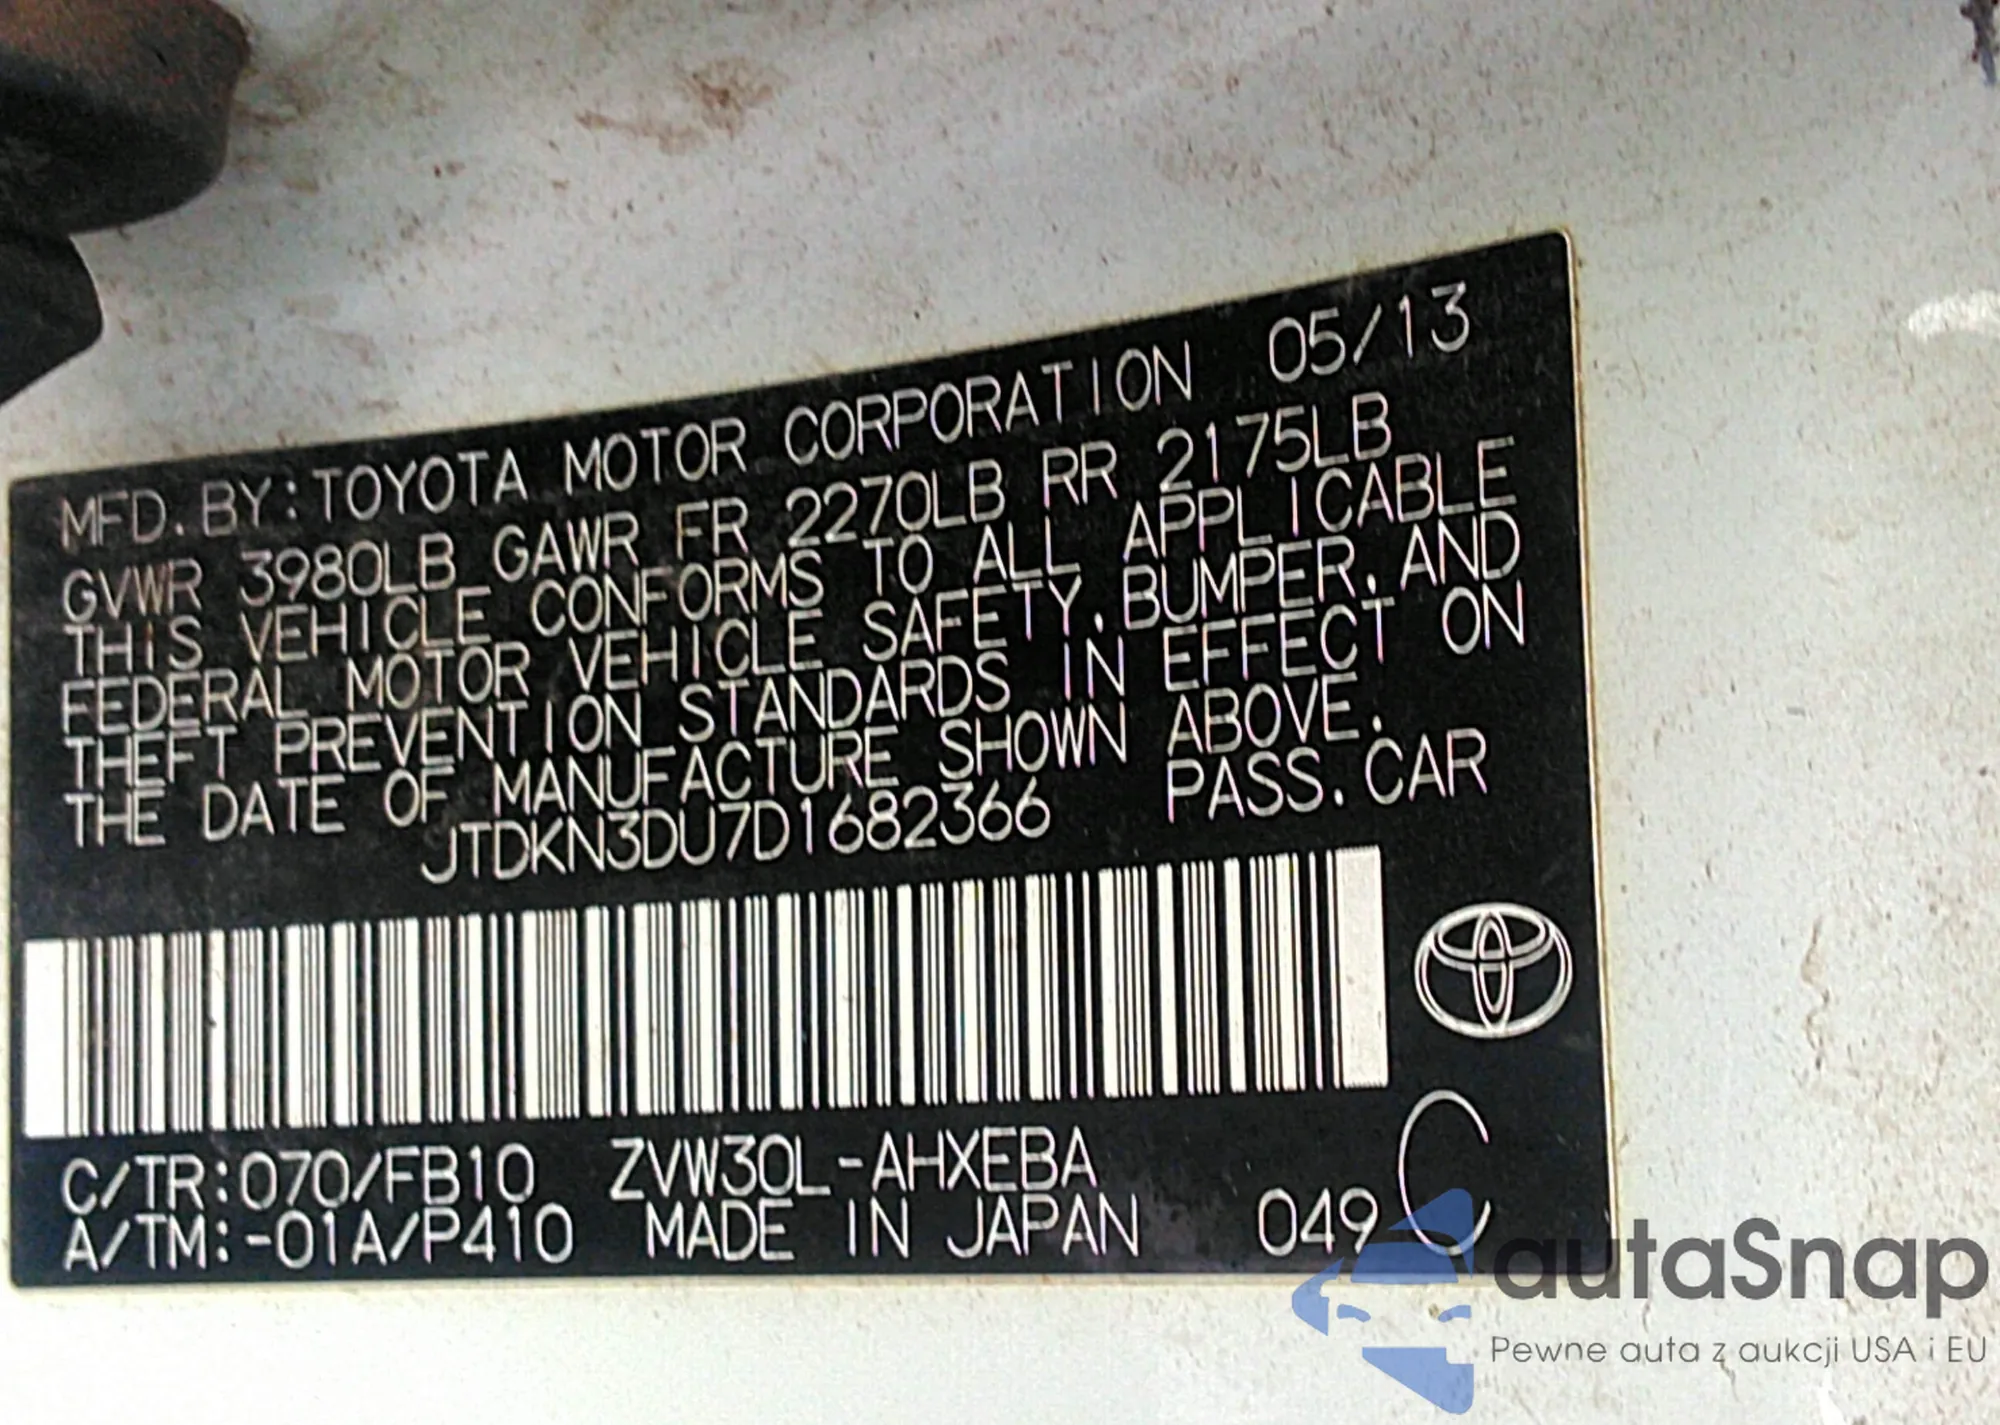 MFD. BY: TOYOTA MOTOR CORPORATION 05/13
GVWR 3980LB GAWR FR 2270LB RR 2175LB
THIS VEHICLE CONFORMS TO ALL APPLICABLE
FEDERAL MOTOR VEHICLE SAFETY, BUMPER, AND
THEFT PREVENTION STANDARDS IN EFFECT ON
THE DATE OF MANUFACTURE SHOWN ABOVE.
JTDKN3DU7D1682366 PASS. CAR
C/TR:070/FB10 ZVW30L-AHXEBA
A/TM:-01A/P410 MADE IN JAPAN 049 C
autaSnap
Pewne auta z aukcji USA i EU